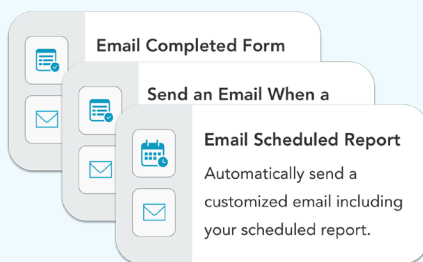 Email Completed Form
Send an Email When a
Email Scheduled Report
Automatically send a
customized email including
your scheduled report.